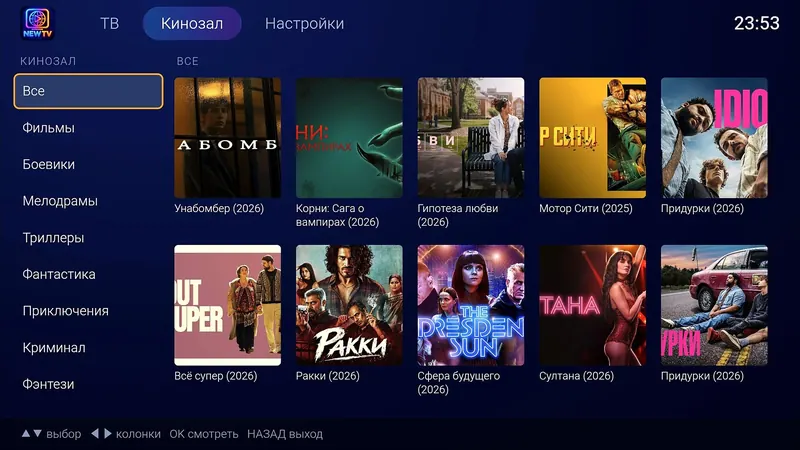 NEWTV
ТВ
Кинозал
Настройки
23:53
КИНОЗАЛ
ВСЕ
Все
Фильмы
Боевики
Мелодрамы
Триллеры
Фантастика
Приключения
Криминал
Фэнтези
АБОМБ
НИ:
АМПИРАХ
БВИ
Р СИТИ
IDIO
Унабомбер (2026)
Корни: Сага о
вампирах (2026)
Гипотеза любви
(2026)
Мотор Сити (2025)
Придурки (2026)
OUT
UPER
РАККИ
THE
DRESDEN
SUN
ТАНА
УРКИ
Всё супер (2026)
Ракки (2026)
Сфера будущего
(2026)
Султана (2026)
Придурки (2026)
▲▼ выбор ◀▶ колонки OK смотреть НАЗАД выход